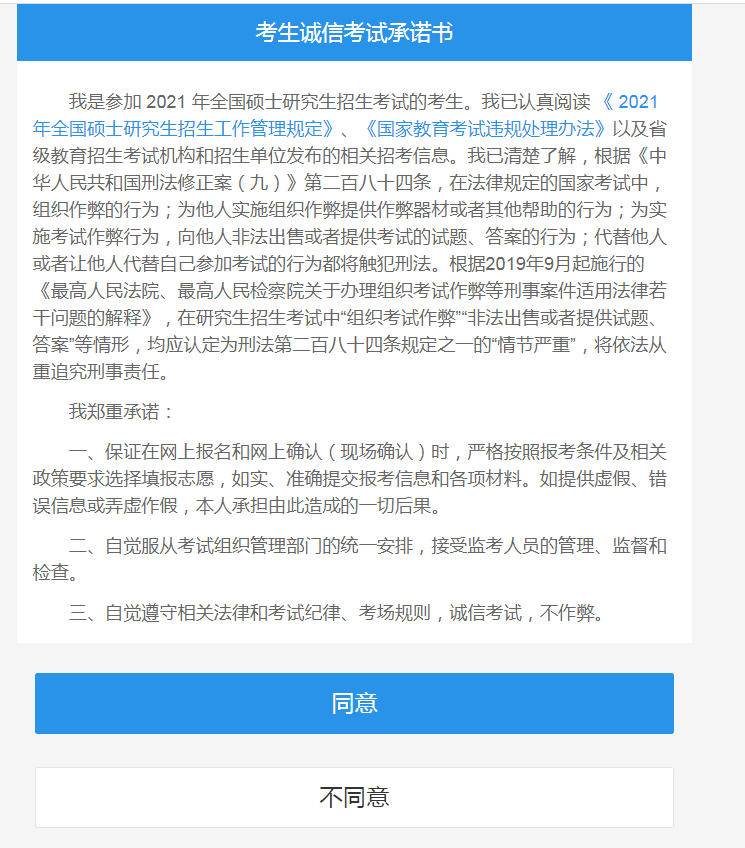 考生诚信考试承诺书
我是参加 2021 年全国硕士研究生招生考试的考生。我已认真阅读 《 2021
年全国硕士研究生招生工作管理规定》、《国家教育考试违规处理办法》以及省
级教育招生考试机构和招生单位发布的相关招考信息。我已清楚了解，根据《中
华人民共和国刑法修正案（九）》第二百八十四条，在法律规定的国家考试中，
组织作弊的行为；为他人实施组织作弊提供作弊器材或者其他帮助的行为；为实
施考试作弊行为，向他人非法出售或者提供考试的试题、答案的行为；代替他人
或者让他人代替自己参加考试的行为都将触犯刑法。根据2019年9月起施行的
《最高人民法院、最高人民检察院关于办理组织考试作弊等刑事案件适用法律若
干问题的解释》，在研究生招生考试中“组织考试作弊”“非法出售或者提供试题、
答案”等情形，均应认定为刑法第二百八十四条规定之一的“情节严重”，将依法从
重追究刑事责任。
我郑重承诺：
一、保证在网上报名和网上确认（现场确认）时，严格按照报考条件及相关
政策要求选择填报志愿，如实、准确提交报考信息和各项材料。如提供虚假、错
误信息或弄虚作假，本人承担由此造成的一切后果。
二、自觉服从考试组织管理部门的统一安排，接受监考人员的管理、监督和
检查。
三、自觉遵守相关法律和考试纪律、考场规则，诚信考试，不作弊。
同意
不同意